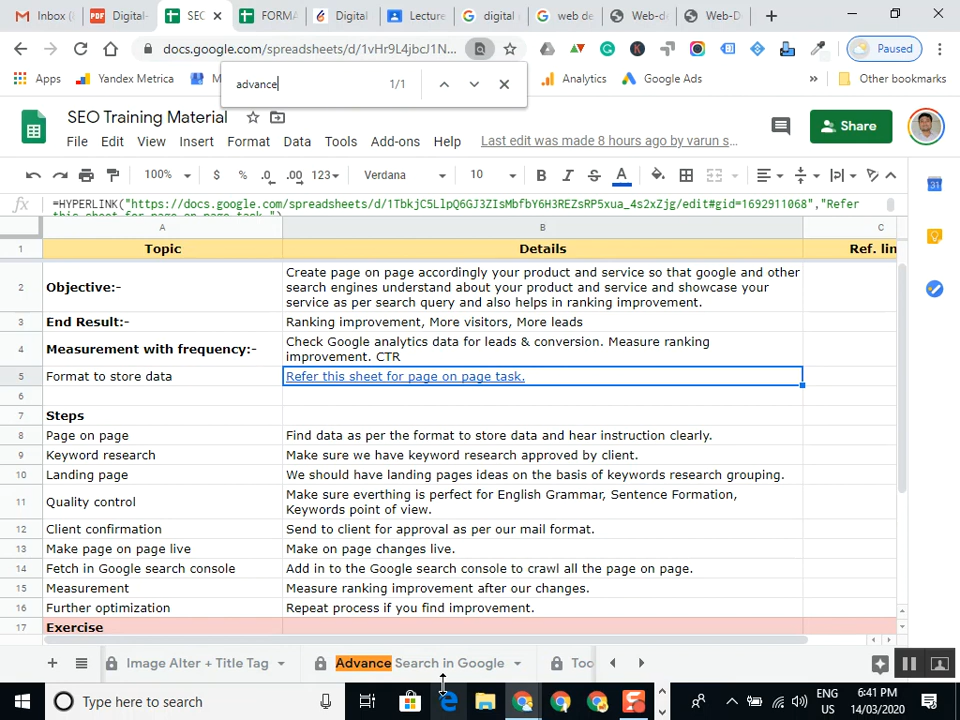 Inbox (
Digital-
SEC
FORMA
Digital
Lecture
digital
web de
Web-d
Web-D
docs.google.com/spreadsheets/d/1vHr9L4jbcJ1N...
Paused
Apps
Yandex Metrica
advance
1/1
Analytics
Google Ads
Other bookmarks
SEO Training Material
File Edit View Insert Format Data Tools Add-ons Help
Last edit was made 8 hours ago by varun s...
Share
100%
$ % .0 .00 123
Verdana
10
B I S A
fx
=HYPERLINK("https://docs.google.com/spreadsheets/d/1TbkjC5LlpQ6GJ3ZIsMbfbY6H3REZsRP5xua_4s2xZjg/edit#gid=1692911068","Refer
this sheet for page on page task.")
A B C
1 Topic Details Ref. lin
2 Objective:- Create page on page accordingly your product and service so that google and other
search engines understand about your product and service and showcase your
service as per search query and also helps in ranking improvement.
3 End Result:- Ranking improvement, More visitors, More leads
4 Measurement with frequency:- Check Google analytics data for leads & conversion. Measure ranking
improvement. CTR
5 Format to store data Refer this sheet for page on page task.
6
7 Steps
8 Page on page Find data as per the format to store data and hear instruction clearly.
9 Keyword research Make sure we have keyword research approved by client.
10 Landing page We should have landing pages ideas on the basis of keywords research grouping.
11 Quality control Make sure everthing is perfect for English Grammar, Sentence Formation,
Keywords point of view.
12 Client confirmation Send to client for approval as per our mail format.
13 Make page on page live Make on page changes live.
14 Fetch in Google search console Add in to the Google search console to crawl all the page on page.
15 Measurement Measure ranking improvement after our changes.
16 Further optimization Repeat process if you find improvement.
17 Exercise
Image Alter + Title Tag
Advance Search in Google
Too
Type here to search
ENG
US
6:41 PM
14/03/2020